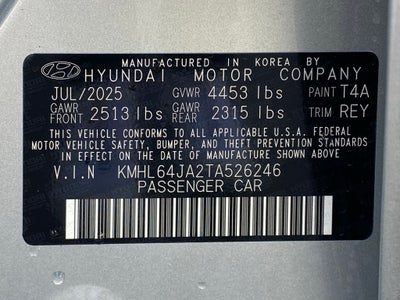 MANUFACTURED IN KOREA BY
HYUNDAI MOTOR COMPANY
JUL/2025 GVWR 4453 lbs PAINT T4A
GAWR FRONT 2513 lbs GAWR REAR 2315 lbs TRIM REY
THIS VEHICLE CONFORMS TO ALL APPLICABLE U.S.A. FEDERAL
MOTOR VEHICLE SAFETY, BUMPER, AND THEFT PREVENTION STANDARDS
IN EFFECT ON THE DATE OF MANUFACTURE SHOWN ABOVE.
V.I.N KMHL64JA2TA526246
PASSENGER CAR